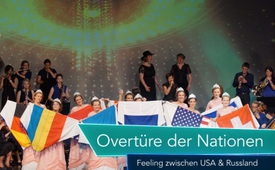 Overtüre der Nationen
Feeling zwischen USA & Russland